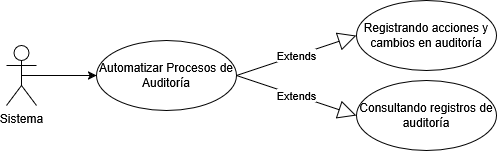 Registrando acciones y
cambios en auditoría
Extends
Automatizar Procesos de
Auditoría
Extends
Consultando registros de
auditoría
Sistema